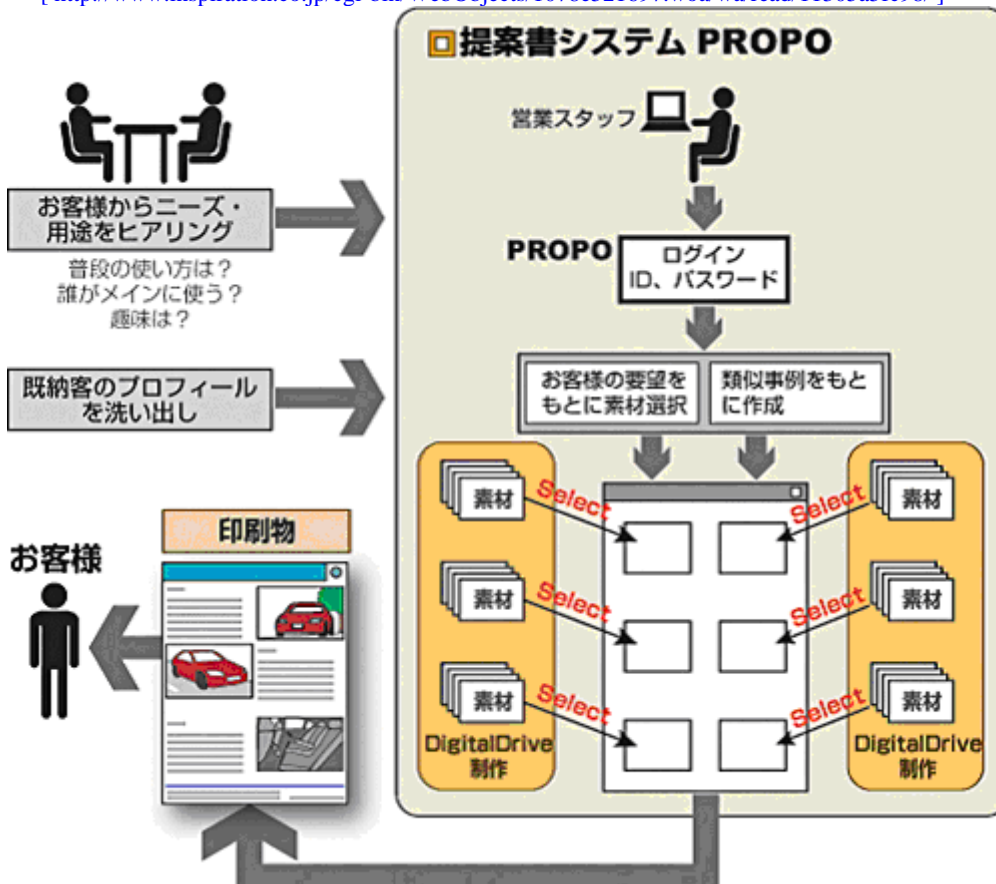 提案書システム PROPO
営業スタッフ
お客様からニーズ・
用途をヒアリング
普段の使い方は？
誰がメインに使う？
趣味は？
PROPO
ログイン
ID、パスワード
既納客のプロフィール
を洗い出し
お客様の要望を
もとに素材選択
類似事例をもと
に作成
素材
Select
Select
素材
素材
Select
Select
素材
素材
Select
Select
素材
DigitalDrive
制作
DigitalDrive
制作
印刷物
お客様